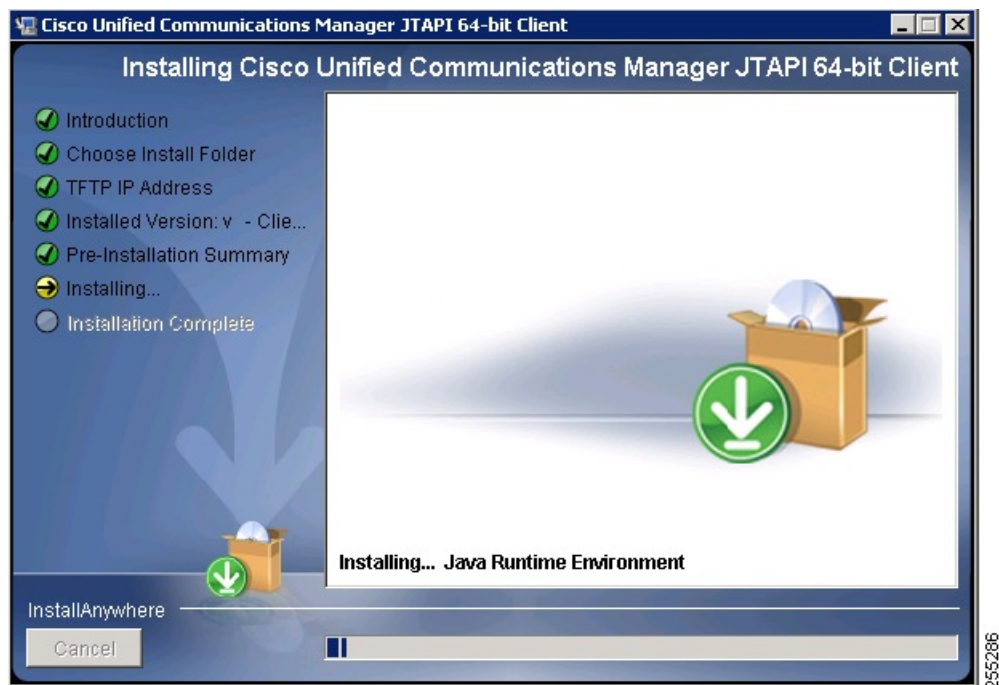 Cisco Unified Communications Manager JTAPI 64-bit Client
Installing Cisco Unified Communications Manager JTAPI 64-bit Client
Introduction
Choose Install Folder
TFTP IP Address
Installed Version: v - Clie...
Pre-Installation Summary
Installing...
Installation Complete
Installing... Java Runtime Environment
InstallAnywhere
Cancel
255286